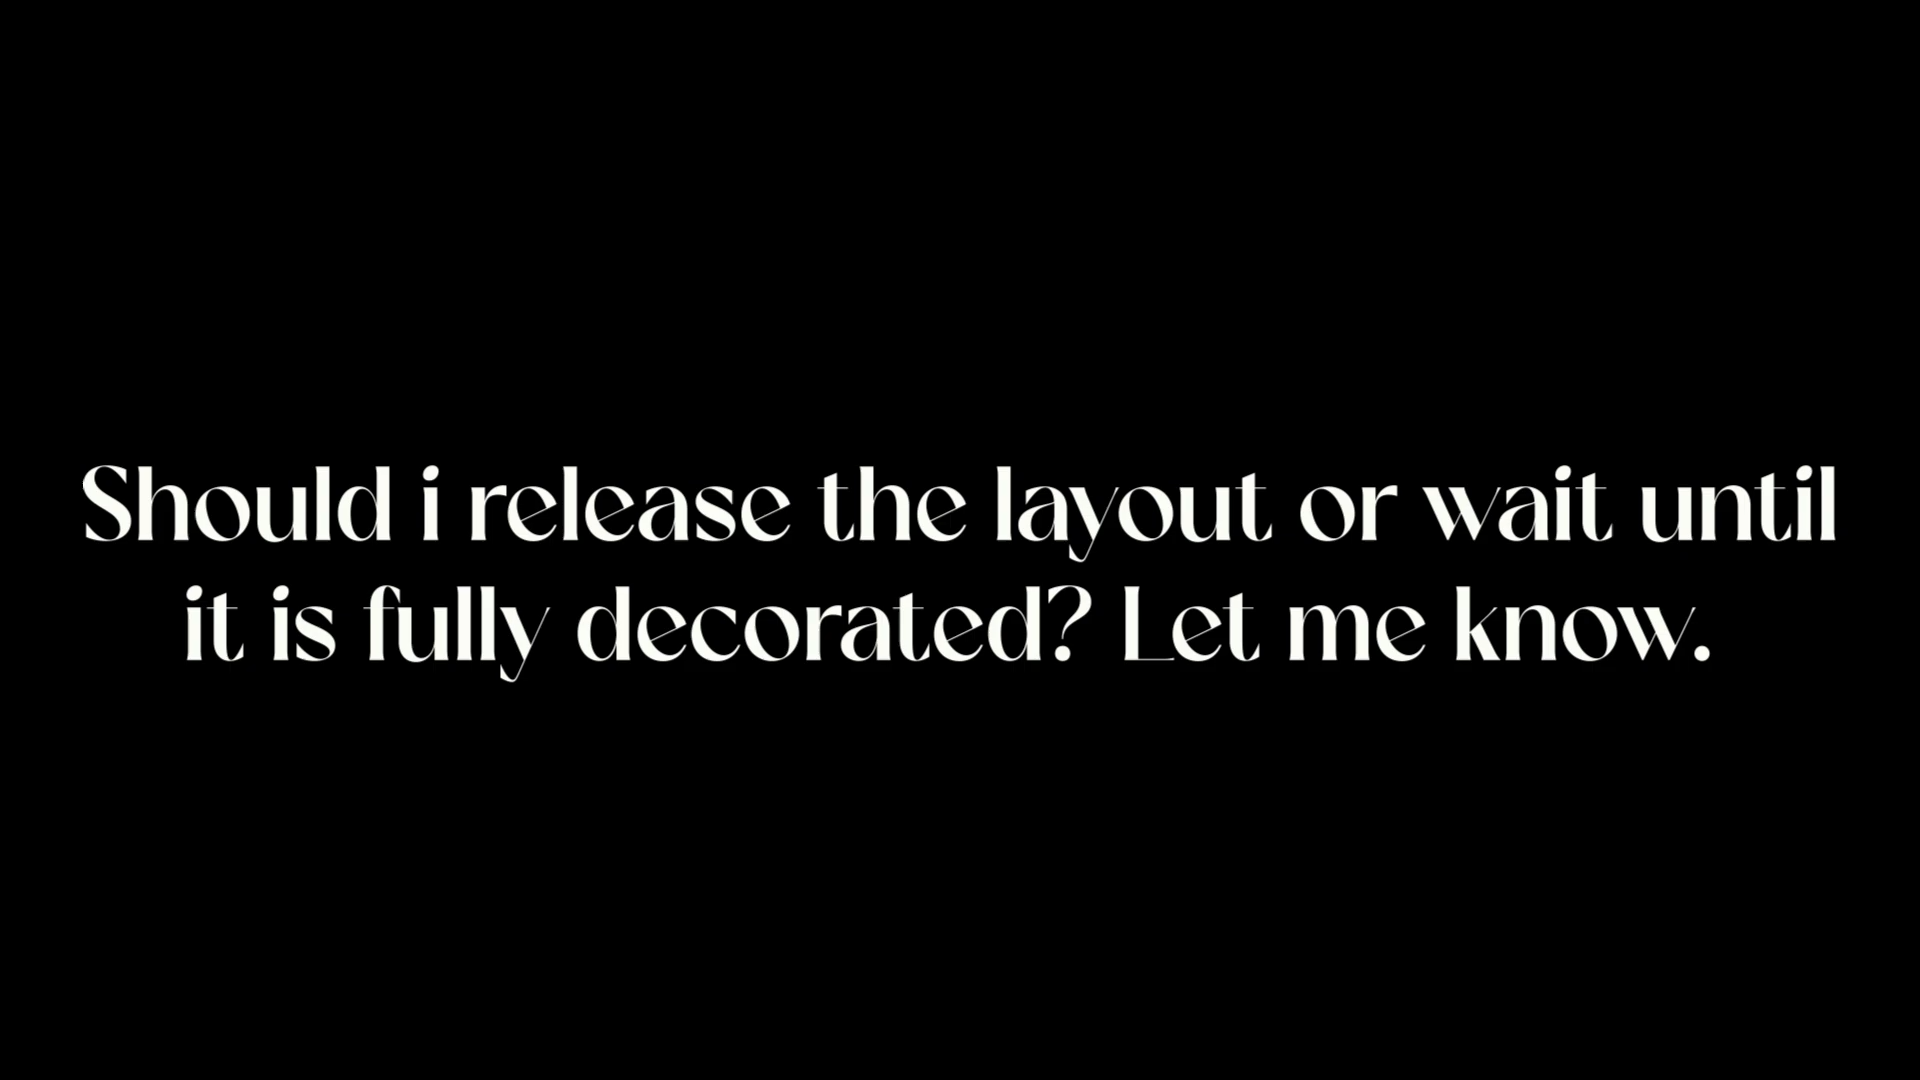 Should i release the layout or wait until
it is fully decorated? Let me know.